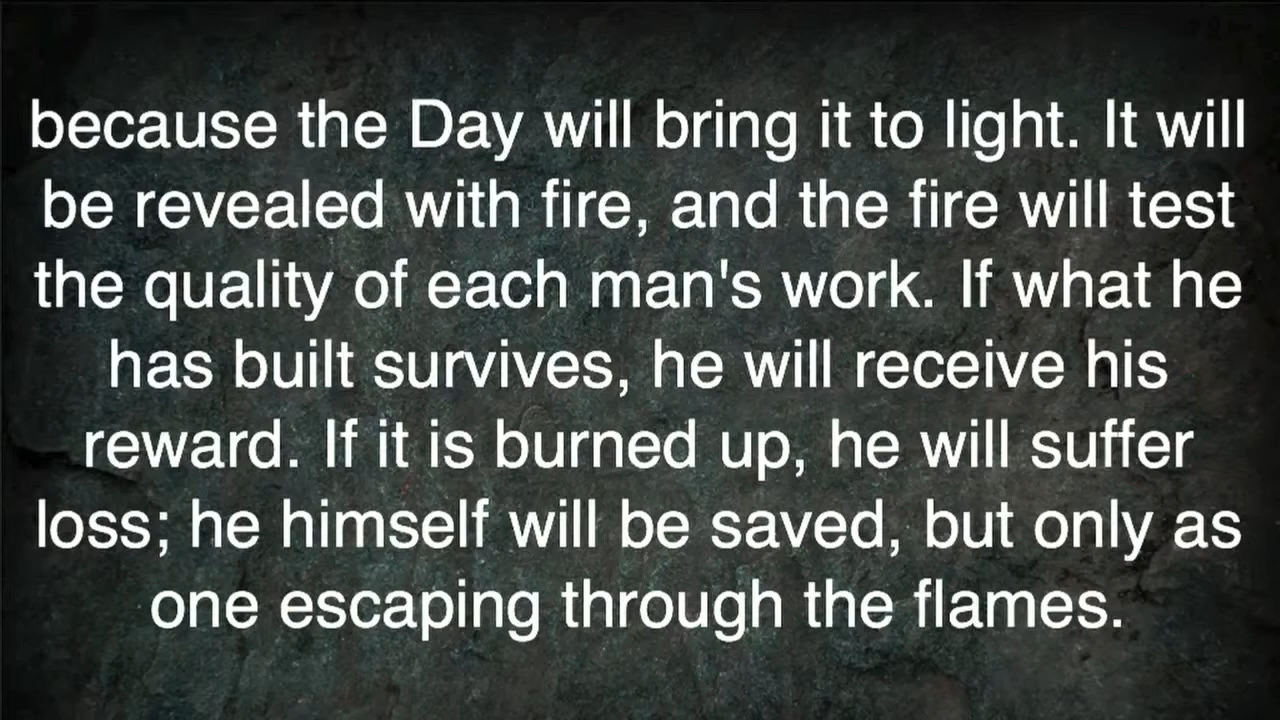 because the Day will bring it to light. It will
be revealed with fire, and the fire will test
the quality of each man's work. If what he
has built survives, he will receive his
reward. If it is burned up, he will suffer
loss; he himself will be saved, but only as
one escaping through the flames.